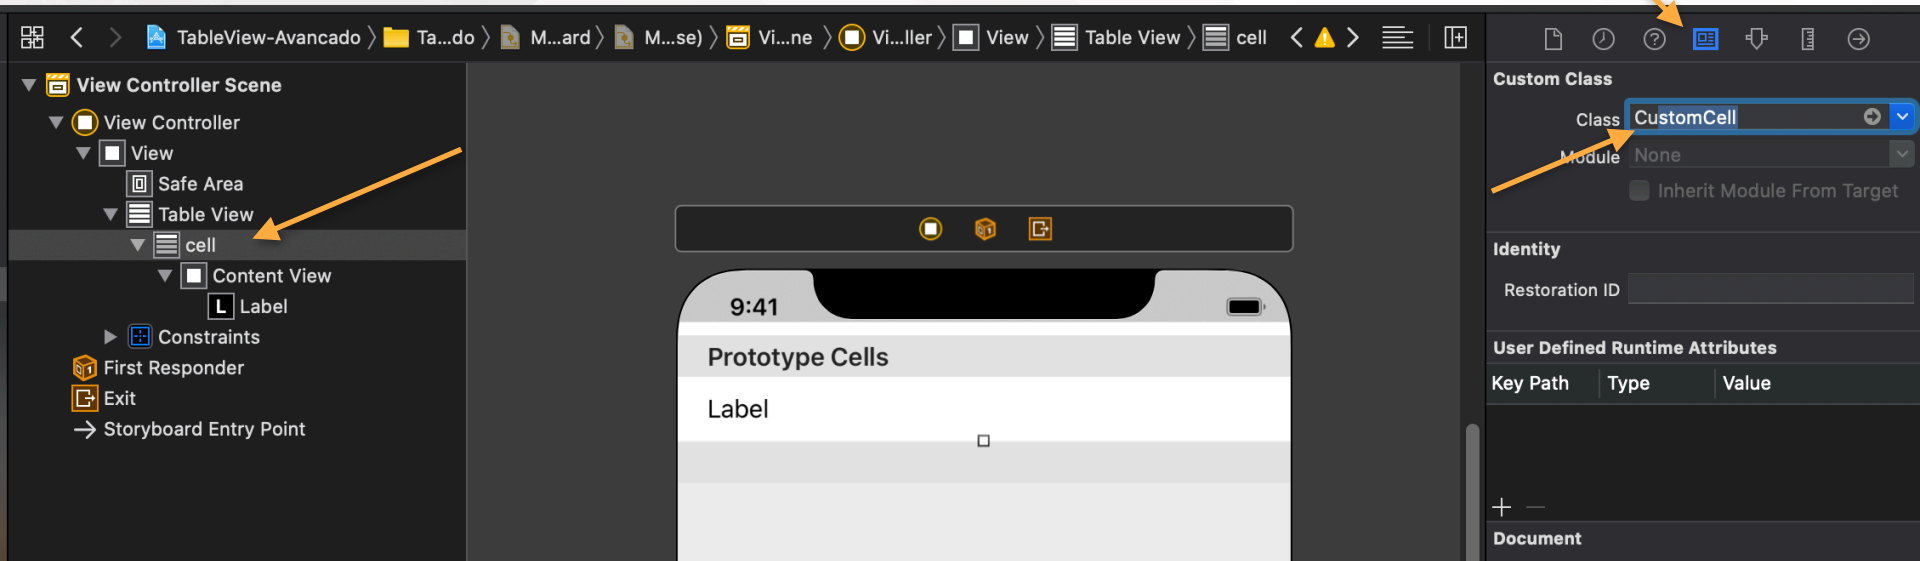 TableView-Avancado 〉 Ta...do 〉 M...ard 〉 M...se) 〉 Vi...ne 〉 Vi...ller 〉 View 〉 Table View 〉 cell
View Controller Scene
View Controller
View
Safe Area
Table View
cell
Content View
L Label
Constraints
First Responder
Exit
Storyboard Entry Point
9:41
Prototype Cells
Label
Custom Class
Class CustomCell
Module None
Inherit Module From Target
Identity
Restoration ID
User Defined Runtime Attributes
Key Path Type Value
Document